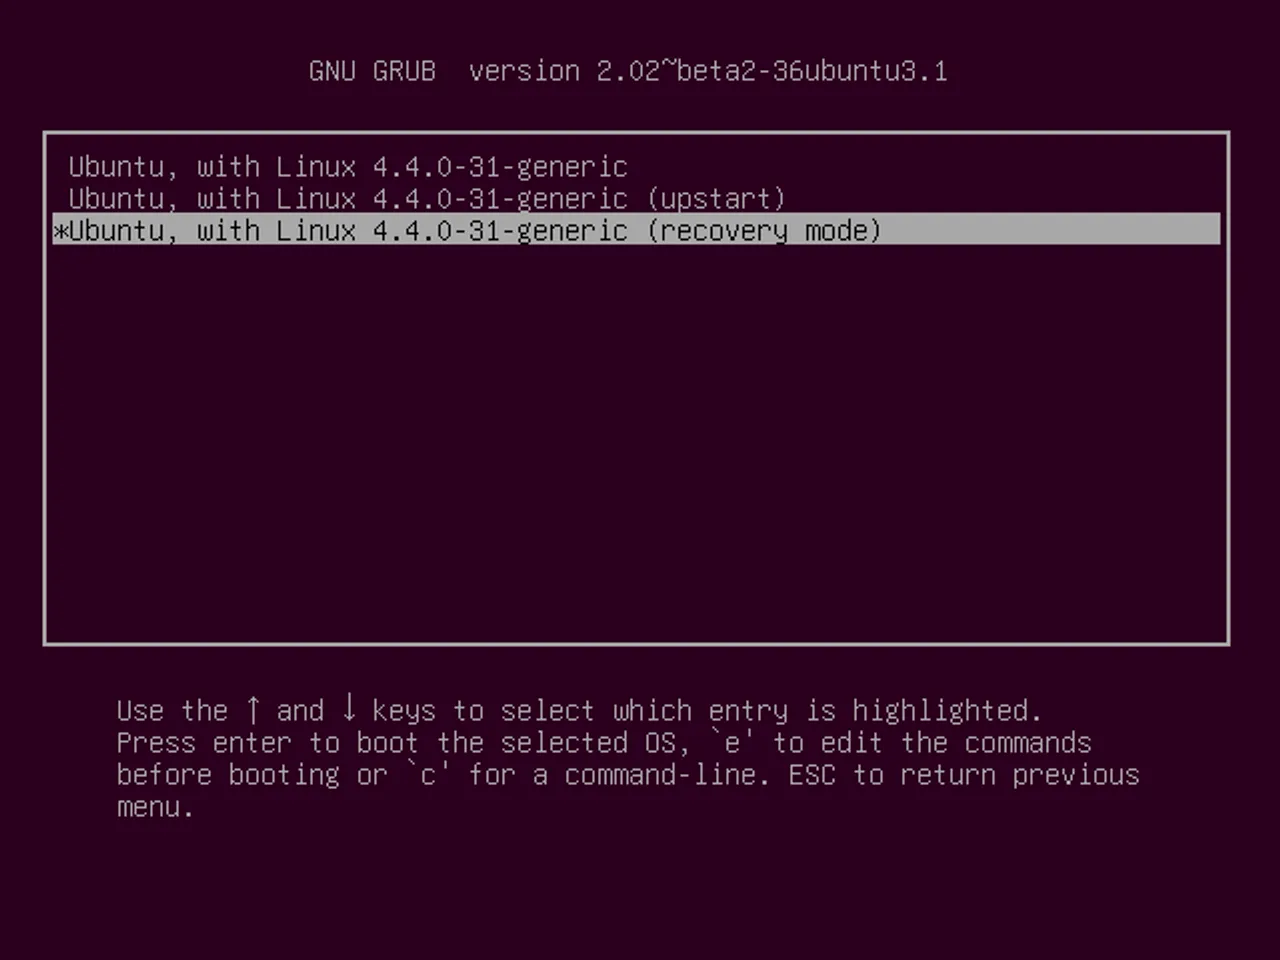 GNU GRUB  version 2.02~beta2-36ubuntu3.1
Ubuntu, with Linux 4.4.0-31-generic
Ubuntu, with Linux 4.4.0-31-generic (upstart)
*Ubuntu, with Linux 4.4.0-31-generic (recovery mode)
Use the ↑ and ↓ keys to select which entry is highlighted.
Press enter to boot the selected OS, `e' to edit the commands
before booting or `c' for a command-line. ESC to return previous
menu.